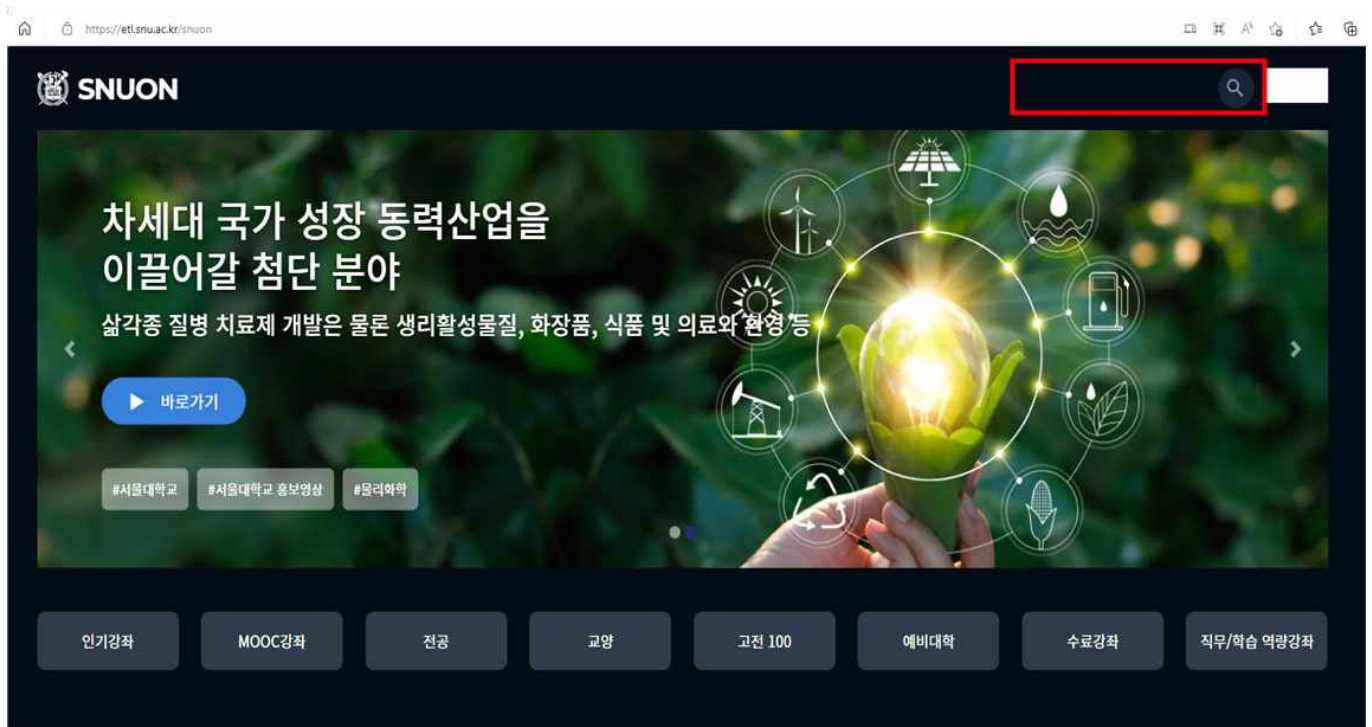 https://etl.snu.ac.kr/snuon
SNUON
차세대 국가 성장 동력산업을
이끌어갈 첨단 분야
삶각종 질병 치료제 개발은 물론 생리활성물질, 화장품, 식품 및 의료와 환경 등
바로가기
#서울대학교 #서울대학교 홍보영상 #물리화학
인기강좌 MOOC강좌 전공 교양 고전 100 예비대학 수료강좌 직무/학습 역량강좌